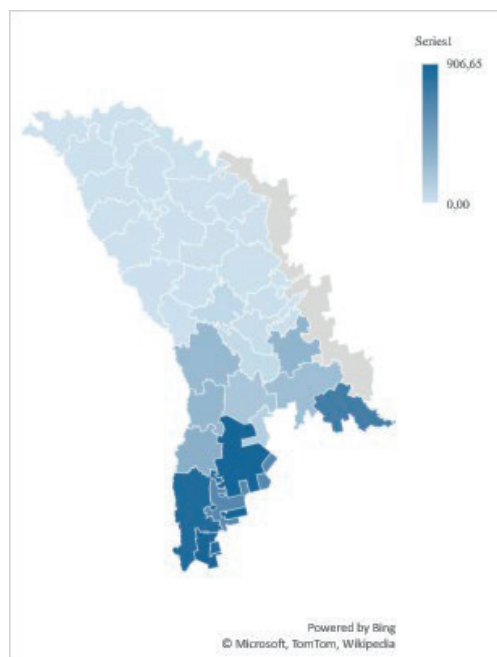 Series1
906,65
0,00
Powered by Bing
© Microsoft, TomTom, Wikipedia